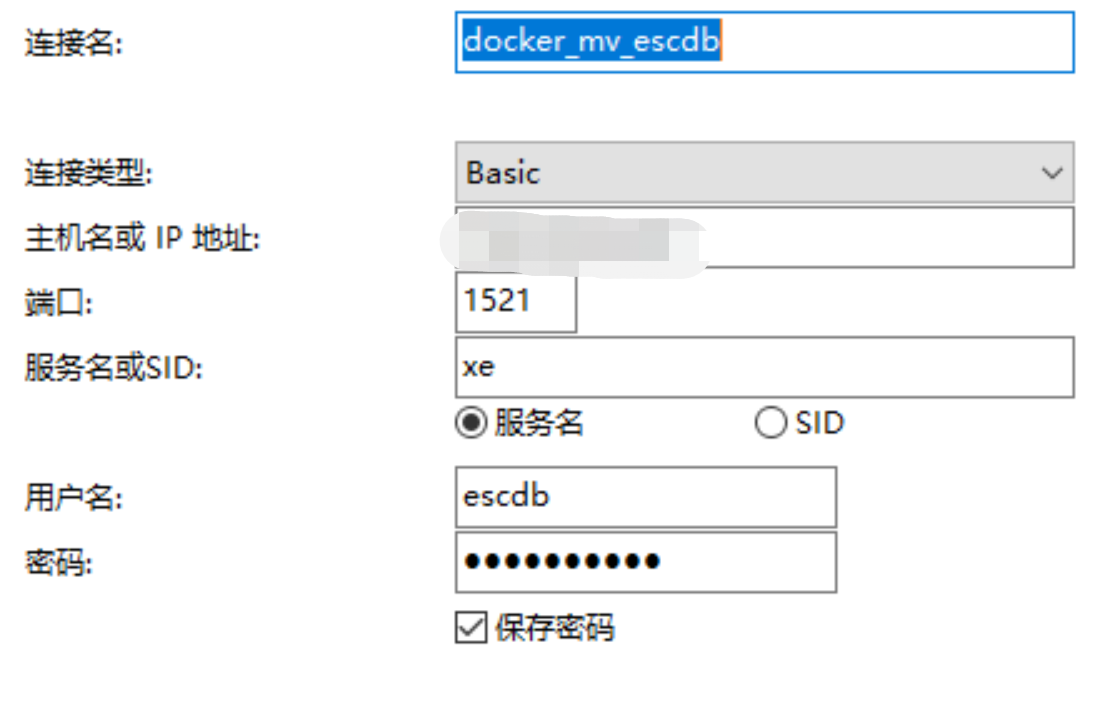 连接名: docker_mv_escdb
连接类型: Basic
主机名或 IP 地址:
端口: 1521
服务名或SID: xe
服务名 SID
用户名: escdb
密码: ●●●●●●●●●●
保存密码